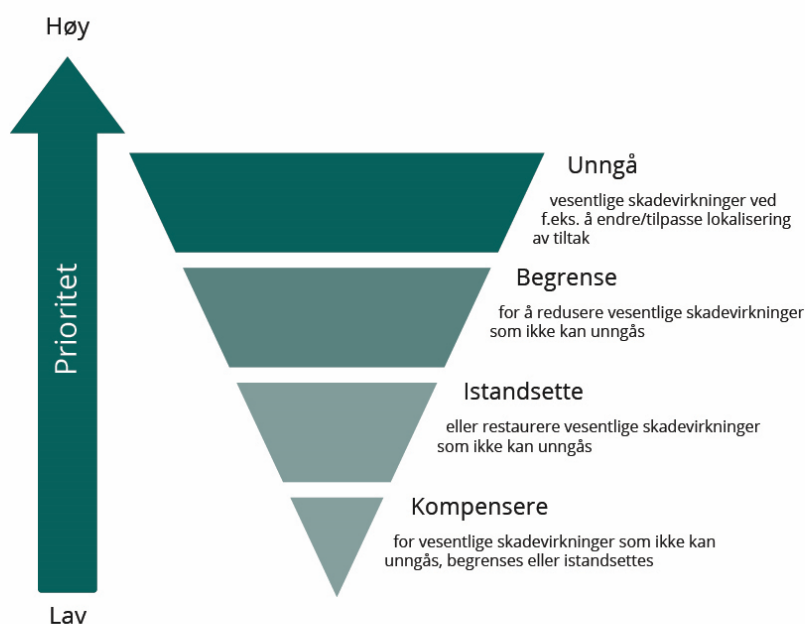 Høy
Prioritet
Lav
Unngå
vesentlige skadevirkninger ved
f.eks. å endre/tilpasse lokalisering
av tiltak
Begrense
for å redusere vesentlige skadevirkninger
som ikke kan unngås
Istandsette
eller restaurere vesentlige skadevirkninger
som ikke kan unngås
Kompensere
for vesentlige skadevirkninger som ikke kan
unngås, begrenses eller istandsettes